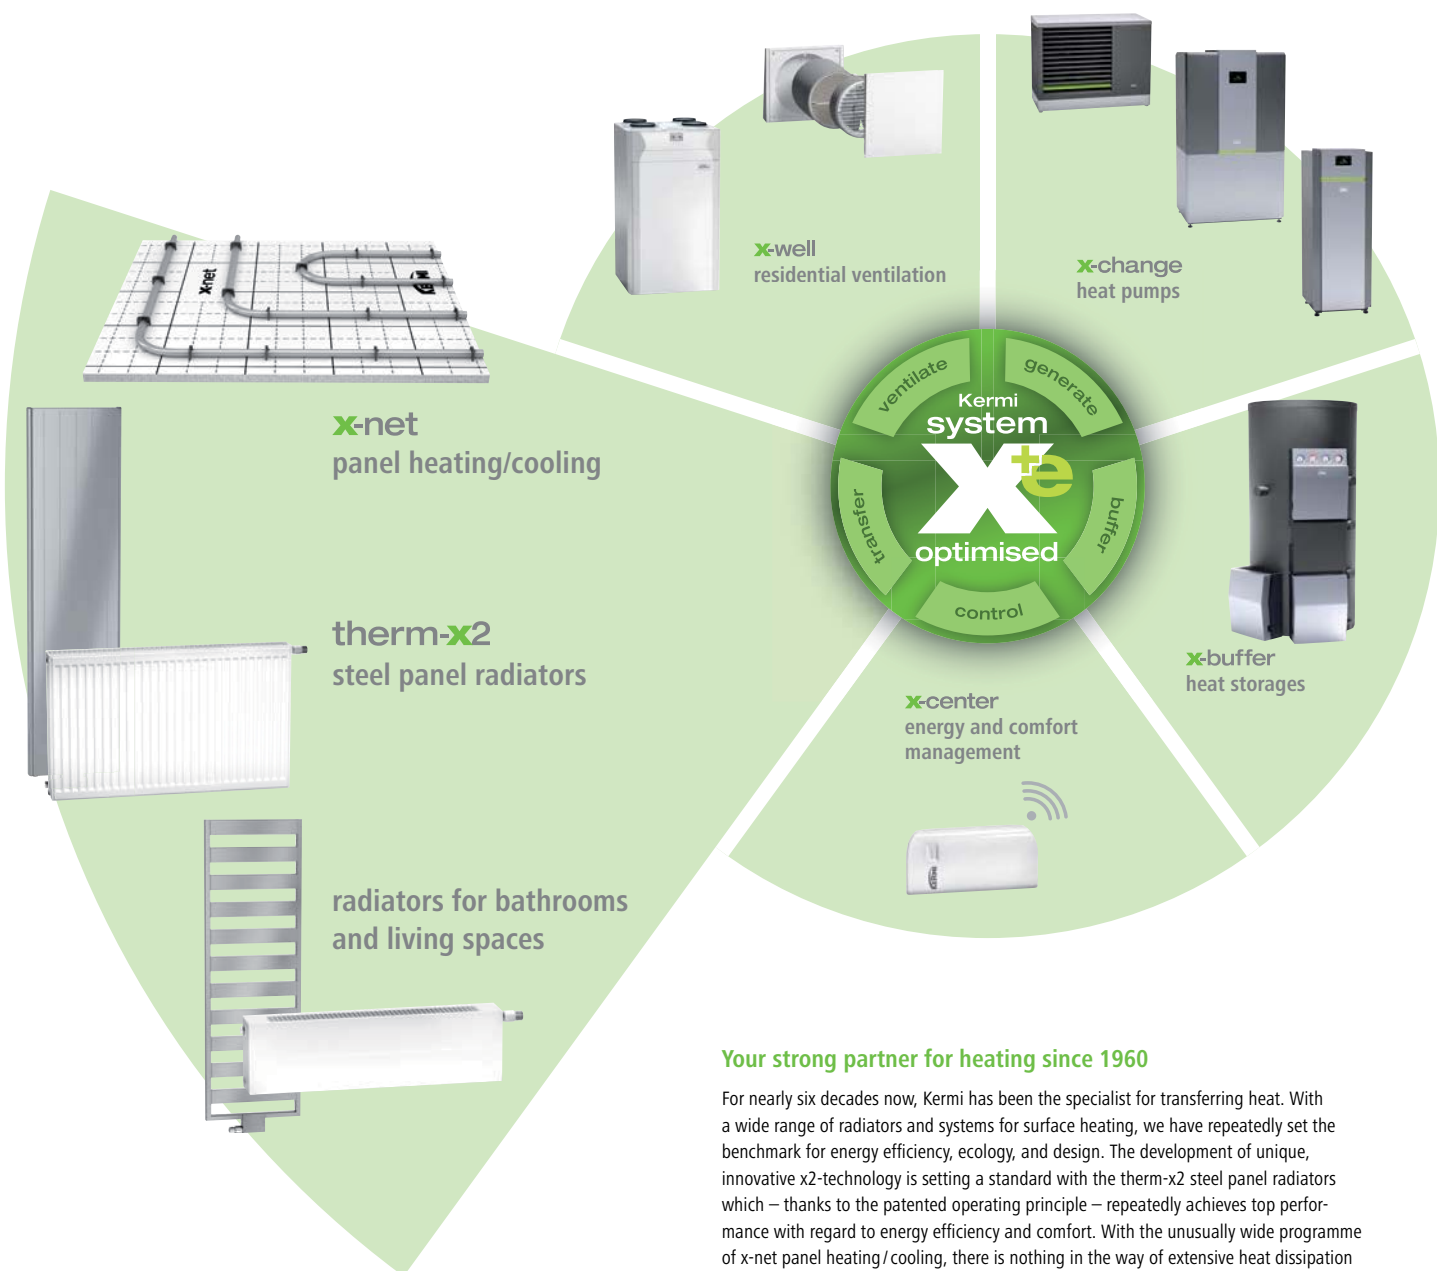 x-well
residential ventilation
x-change
heat pumps
x-net
KERMI
x-net
panel heating/cooling
ventilate
generate
Kermi
system
x+e
optimised
transfer
buffer
control
therm-x2
steel panel radiators
x-buffer
heat storages
x-center
energy and comfort
management
KERMI
radiators for bathrooms
and living spaces
Your strong partner for heating since 1960
For nearly six decades now, Kermi has been the specialist for transferring heat. With
a wide range of radiators and systems for surface heating, we have repeatedly set the
benchmark for energy efficiency, ecology, and design. The development of unique,
innovative x2-technology is setting a standard with the therm-x2 steel panel radiators
which – thanks to the patented operating principle – repeatedly achieves top perfor-
mance with regard to energy efficiency and comfort. With the unusually wide programme
of x-net panel heating / cooling, there is nothing in the way of extensive heat dissipation